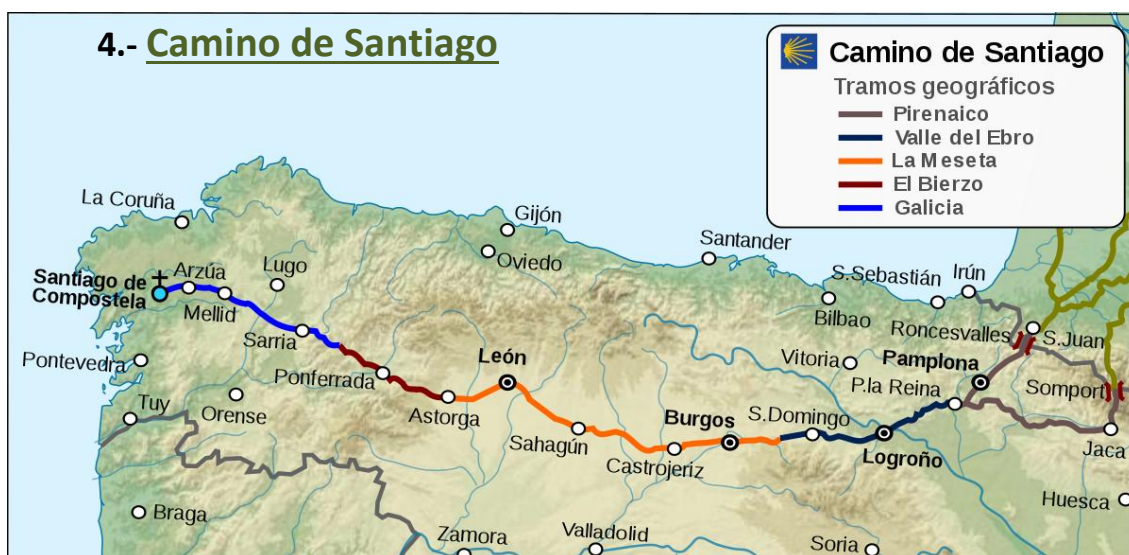 4.- Camino de Santiago
Camino de Santiago
Tramos geográficos
Pirenaico
Valle del Ebro
La Meseta
El Bierzo
Galicia
La Coruña
Gijón
Oviedo
Santander
S.Sebastián
Irún
Santiago de
Compostela
Arzúa
Lugo
Mellid
Bilbao
Roncesvalles
S.Juan
Sarria
Pontevedra
León
Vitoria
Pamplona
Ponferrada
P.la Reina
Somport
Tuy
Orense
Astorga
Burgos
S.Domingo
Sahagún
Castrojeriz
Logroño
Jaca
Huesca
Braga
Zamora
Valladolid
Soria